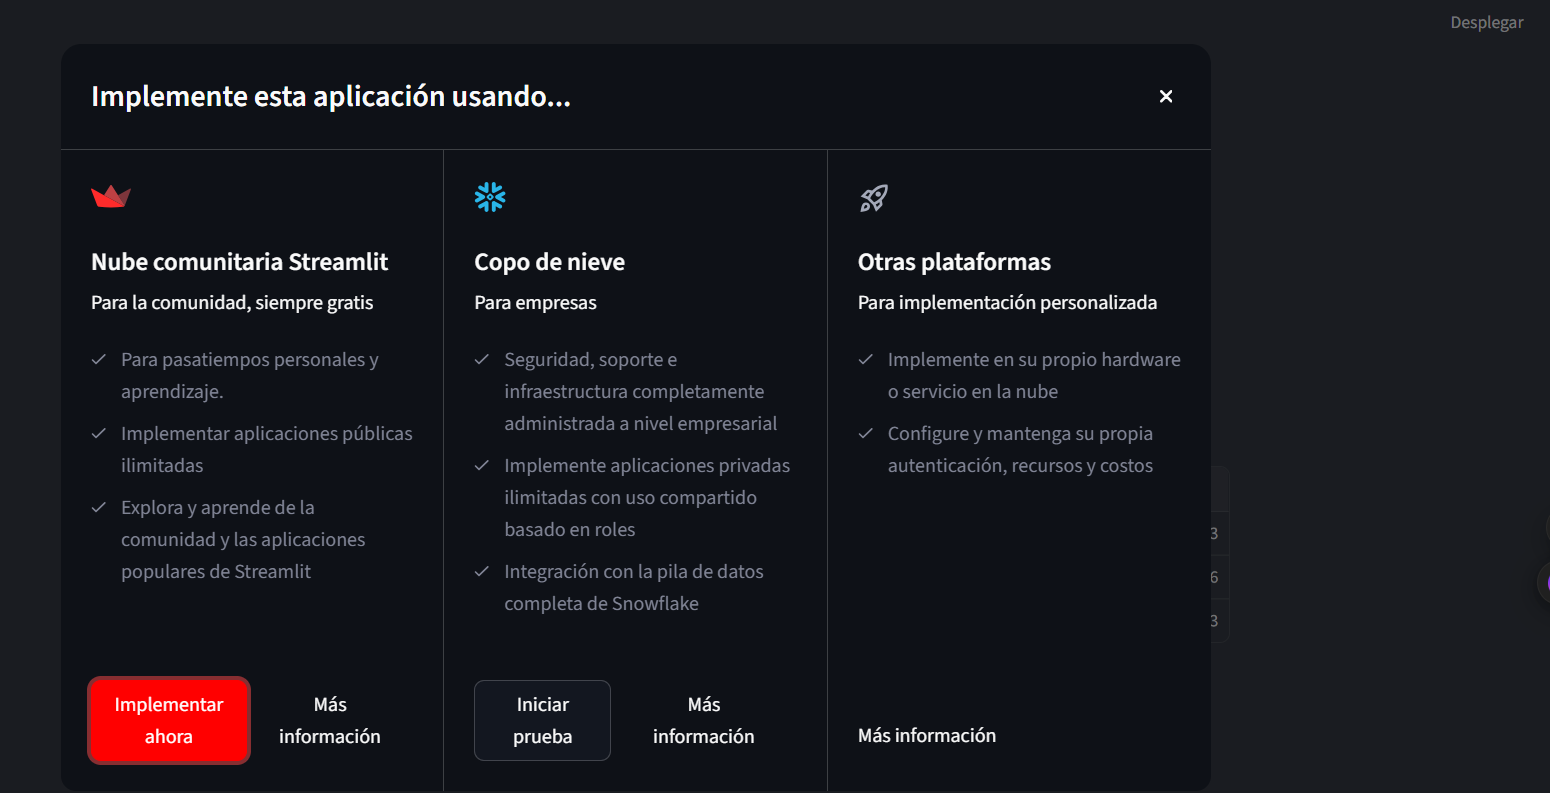 Desplegar
Implemente esta aplicación usando...
Nube comunitaria Streamlit
Para la comunidad, siempre gratis
Para pasatiempos personales y
aprendizaje.
Implementar aplicaciones públicas
ilimitadas
Explora y aprende de la
comunidad y las aplicaciones
populares de Streamlit
Implementar
ahora
Más
información
Copo de nieve
Para empresas
Seguridad, soporte e
infraestructura completamente
administrada a nivel empresarial
Implemente aplicaciones privadas
ilimitadas con uso compartido
basado en roles
Integración con la pila de datos
completa de Snowflake
Iniciar
prueba
Más
información
Otras plataformas
Para implementación personalizada
Implemente en su propio hardware
o servicio en la nube
Configure y mantenga su propia
autenticación, recursos y costos
Más información
3
6
3